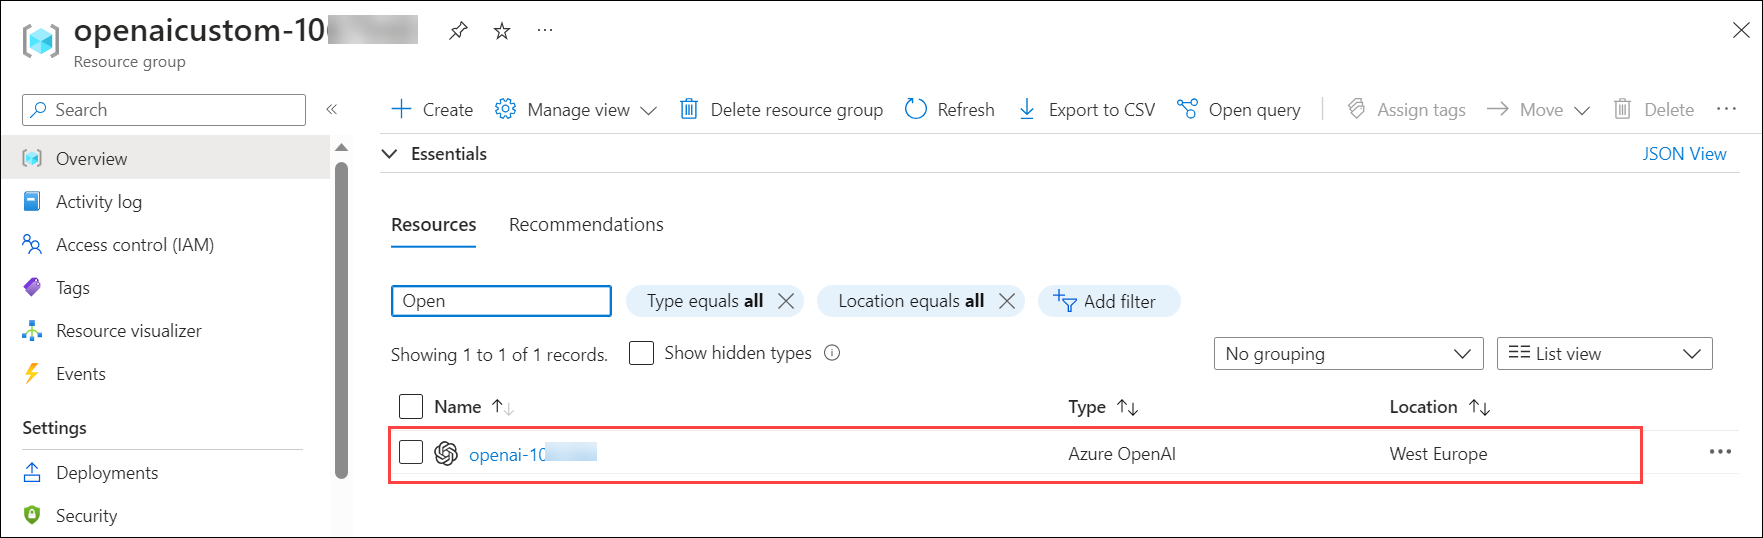 openaicustom-10
Resource group
Search
«
Create
Manage view
Delete resource group
Refresh
Export to CSV
Open query
Assign tags
Move
Delete
Overview
Essentials
JSON View
Activity log
Access control (IAM)
Resources
Recommendations
Tags
Open
Type equals all
Location equals all
Add filter
Resource visualizer
Showing 1 to 1 of 1 records.
Show hidden types
No grouping
List view
Events
Name
Type
Location
Settings
openai-10
Azure OpenAI
West Europe
Deployments
Security